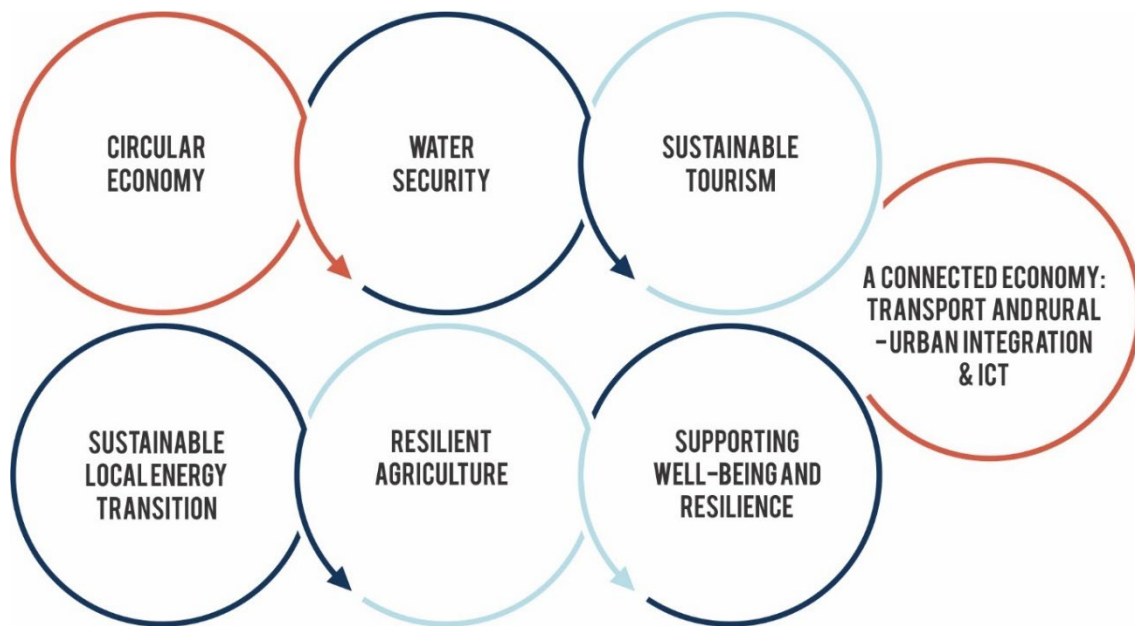 CIRCULAR
ECONOMY
WATER
SECURITY
SUSTAINABLE
TOURISM
A CONNECTED ECONOMY:
TRANSPORT AND RURAL
-URBAN INTEGRATION
& ICT
SUSTAINABLE
LOCAL ENERGY
TRANSITION
RESILIENT
AGRICULTURE
SUPPORTING
WELL-BEING AND
RESILIENCE